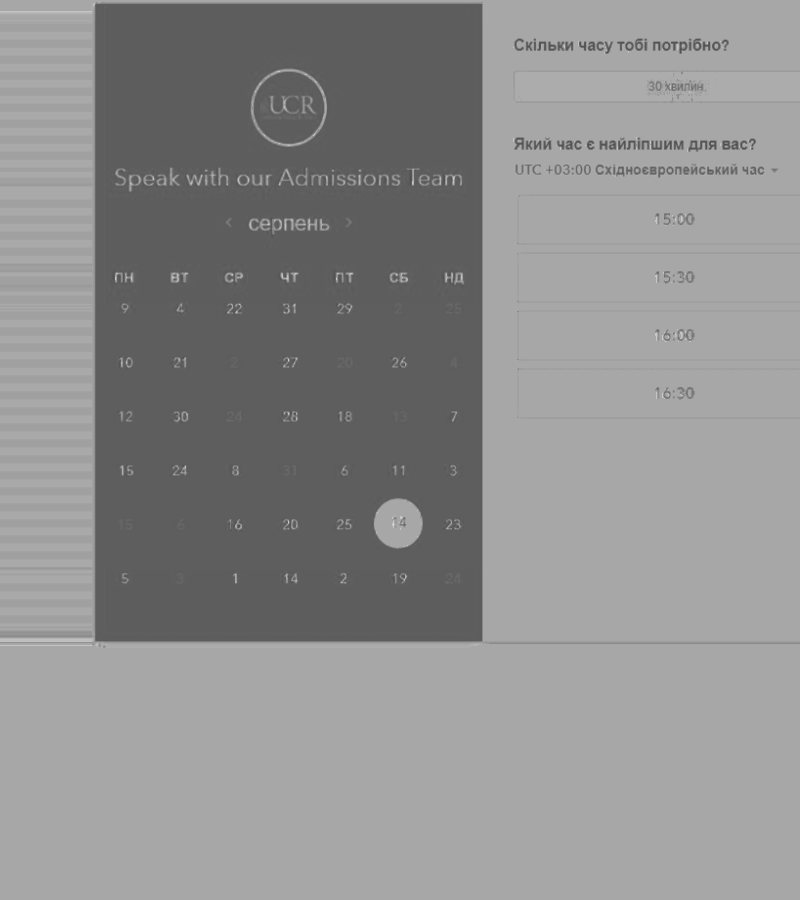 UCR
Speak with our Admissions Team
серпень
ПН ВТ СР ЧТ ПТ СБ НД
9 4 22 31 29 2 25
10 21 2 27 20 26 4
12 30 24 28 18 13 7
15 24 8 31 6 11 3
15 6 16 20 25 14 23
5 3 1 14 2 19 24
Скільки часу тобі потрібно?
30 хвилин
Який час є найліпшим для вас?
UTC +03:00 Східноєвропейський час
15:00
15:30
16:00
16:30